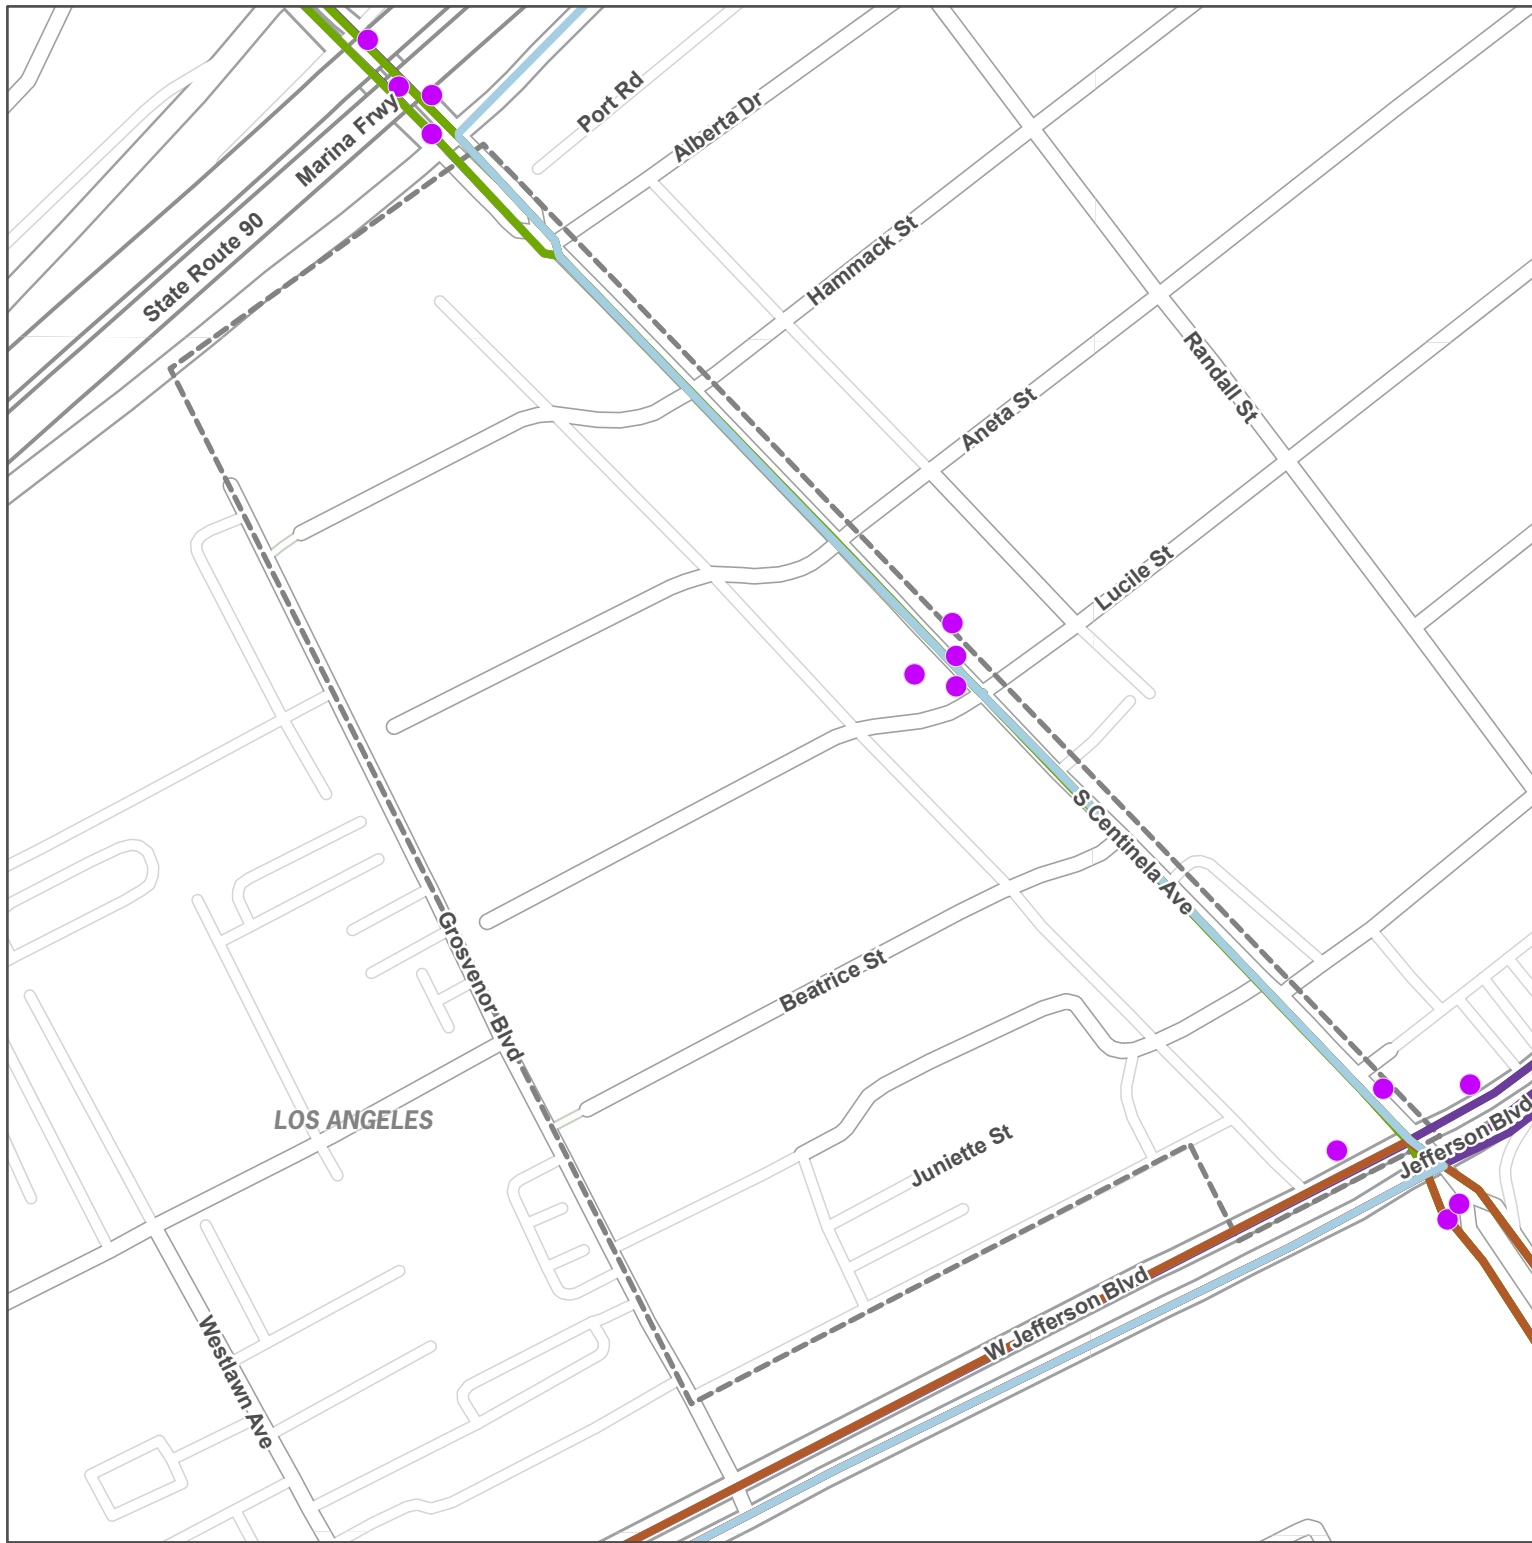 Port Rd
Alberta Dr
Marina Frwy
State Route 90
Hammack St
Randall St
Aneta St
Lucile St
S Centinela Ave
Grosvenor Blvd
Beatrice St
LOS ANGELES
Juniette St
Jefferson Blvd
W Jefferson Blvd
Westlawn Ave